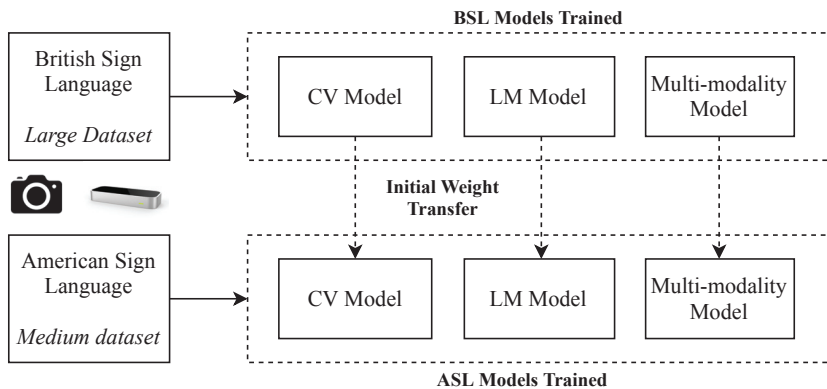 BSL Models Trained
British Sign
Language
Large Dataset
CV Model
LM Model
Multi-modality
Model
Initial Weight
Transfer
American Sign
Language
Medium dataset
CV Model
LM Model
Multi-modality
Model
ASL Models Trained